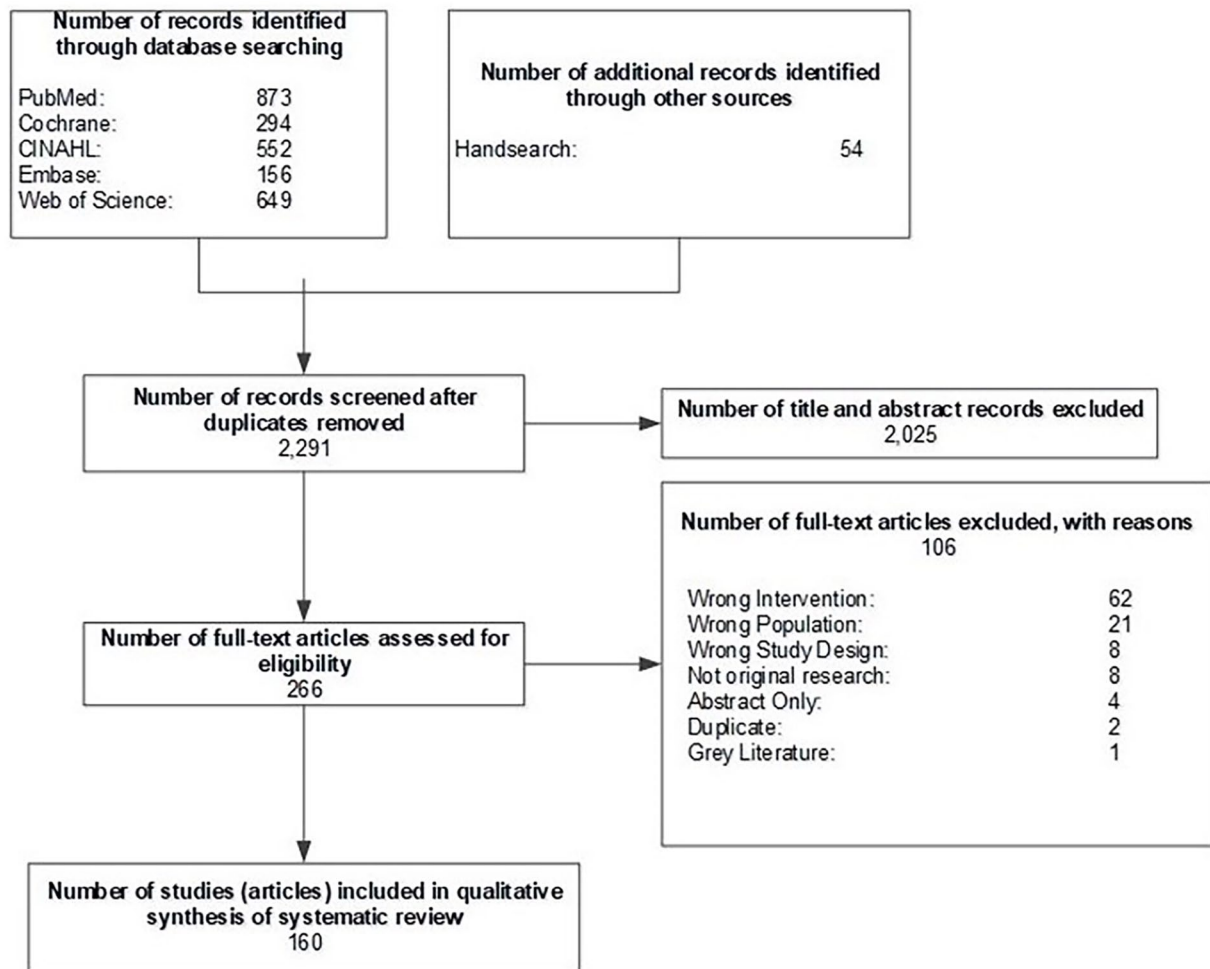 Number of records identified
through database searching
PubMed: 873
Cochrane: 294
CINAHL: 552
Embase: 156
Web of Science: 649
Number of additional records identified
through other sources
Handsearch: 54
Number of records screened after
duplicates removed
2,291
Number of title and abstract records excluded
2,025
Number of full-text articles excluded, with reasons
106
Wrong Intervention: 62
Wrong Population: 21
Wrong Study Design: 8
Not original research: 8
Abstract Only: 4
Duplicate: 2
Grey Literature: 1
Number of full-text articles assessed for
eligibility
266
Number of studies (articles) included in qualitative
synthesis of systematic review
160